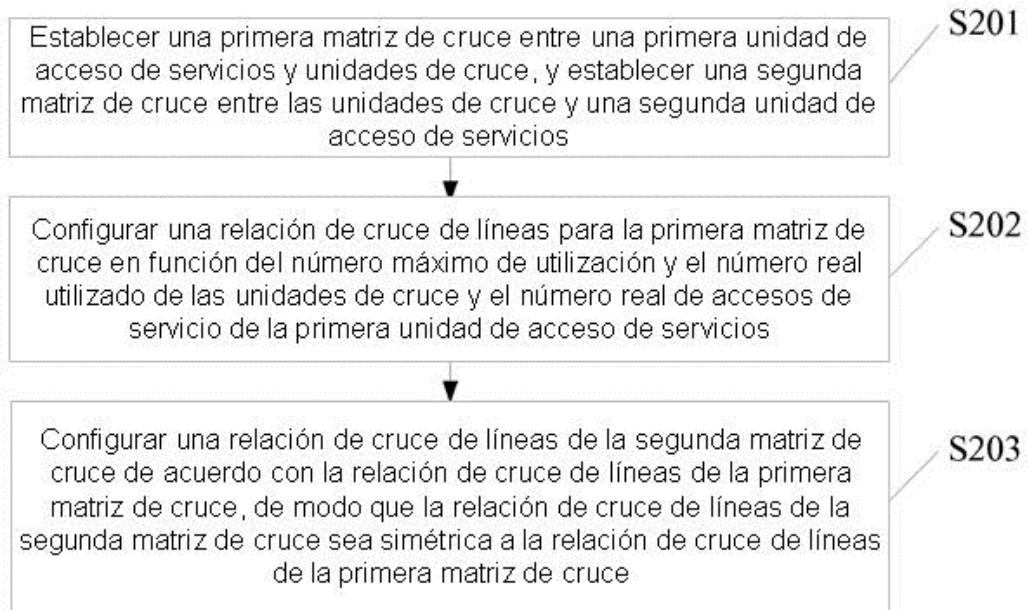 Establecer una primera matriz de cruce entre una primera unidad de
acceso de servicios y unidades de cruce, y establecer una segunda
matriz de cruce entre las unidades de cruce y una segunda unidad de
acceso de servicios
S201
Configurar una relación de cruce de líneas para la primera matriz de
cruce en función del número máximo de utilización y el número real
utilizado de las unidades de cruce y el número real de accesos de
servicio de la primera unidad de acceso de servicios
S202
Configurar una relación de cruce de líneas de la segunda matriz de
cruce de acuerdo con la relación de cruce de líneas de la primera
matriz de cruce, de modo que la relación de cruce de líneas de la
segunda matriz de cruce sea simétrica a la relación de cruce de líneas
de la primera matriz de cruce
S203